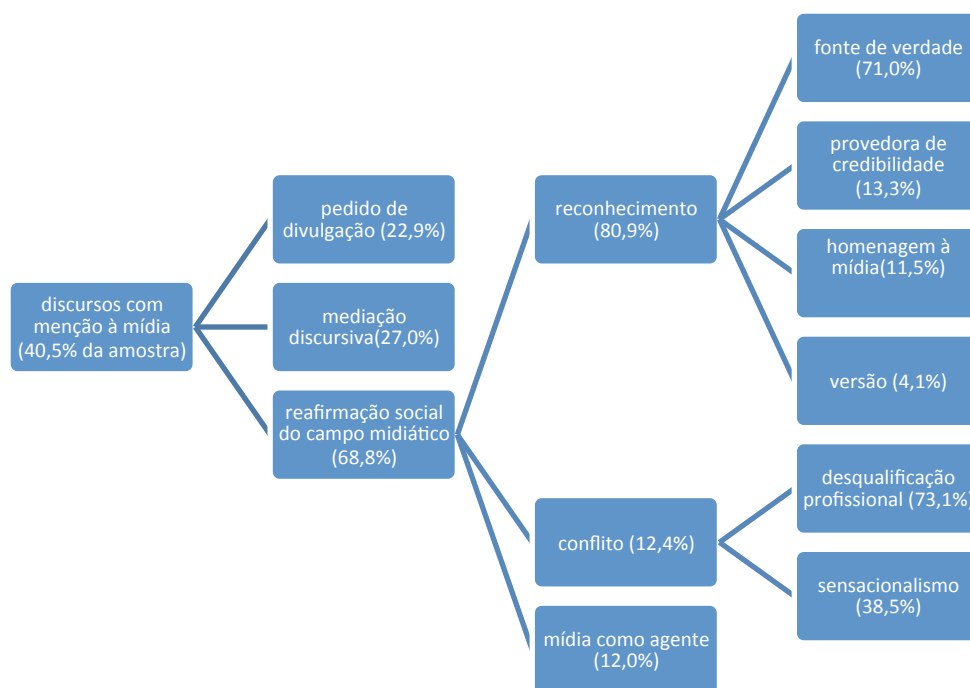 discursos com
menção à mídia
(40,5% da amostra)
pedido de
divulgação (22,9%)
mediação
discursiva(27,0%)
reafirmação social
do campo midiático
(68,8%)
reconhecimento
(80,9%)
conflito (12,4%)
mídia como agente
(12,0%)
fonte de verdade
(71,0%)
provedora de
credibilidade
(13,3%)
homenagem à
mídia(11,5%)
versão (4,1%)
desqualificação
profissional (73,1%)
sensacionalismo
(38,5%)